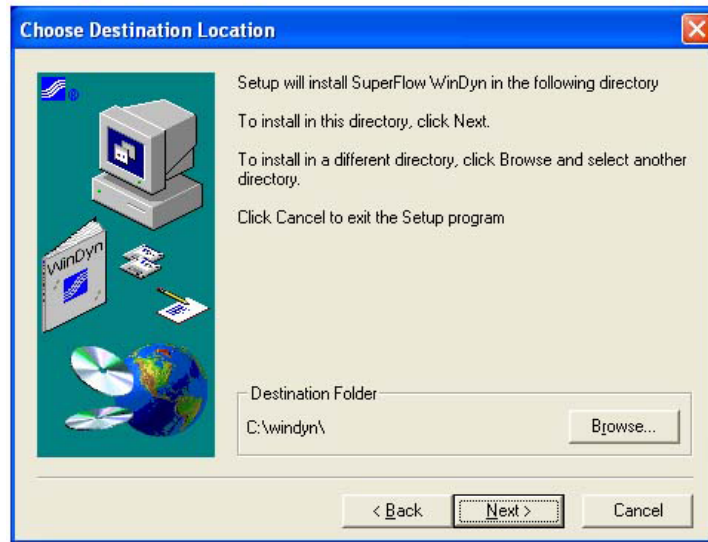 Choose Destination Location
Setup will install SuperFlow WinDyn in the following directory
To install in this directory, click Next.
To install in a different directory, click Browse and select another
directory.
Click Cancel to exit the Setup program
WinDyn
Destination Folder
C:\windyn\
Browse...
< Back
Next >
Cancel